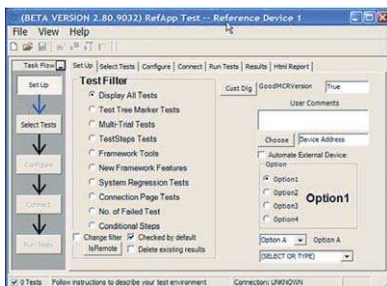 (BETA VERSION 2.80.9032) RefApp Test -- Reference Device 1
File View Help
Task Flow
Set Up
Select Tests
Configure
Connect
Run Tests
Set Up Select Tests Configure Connect Run Tests Results Html Report
Test Filter
Display All Tests
Test Tree Marker Tests
Multi-Trial Tests
TestSteps Tests
Framework Tools
New Framework Features
System Regression Tests
Connection Page Tests
No. of Failed Test
Conditional Steps
Change filter Checked by default
IsRemote Delete existing results
Cust Dlg GoodMCRVersion True
User Comments
Choose Device Address
Automate External Device
Option
Option1
Option2
Option3
Option4
Option1
Option A Option A
(SELECT OR TYPE)
0 Tests Follow instructions to describe your test environment Connection: UNKNOWN